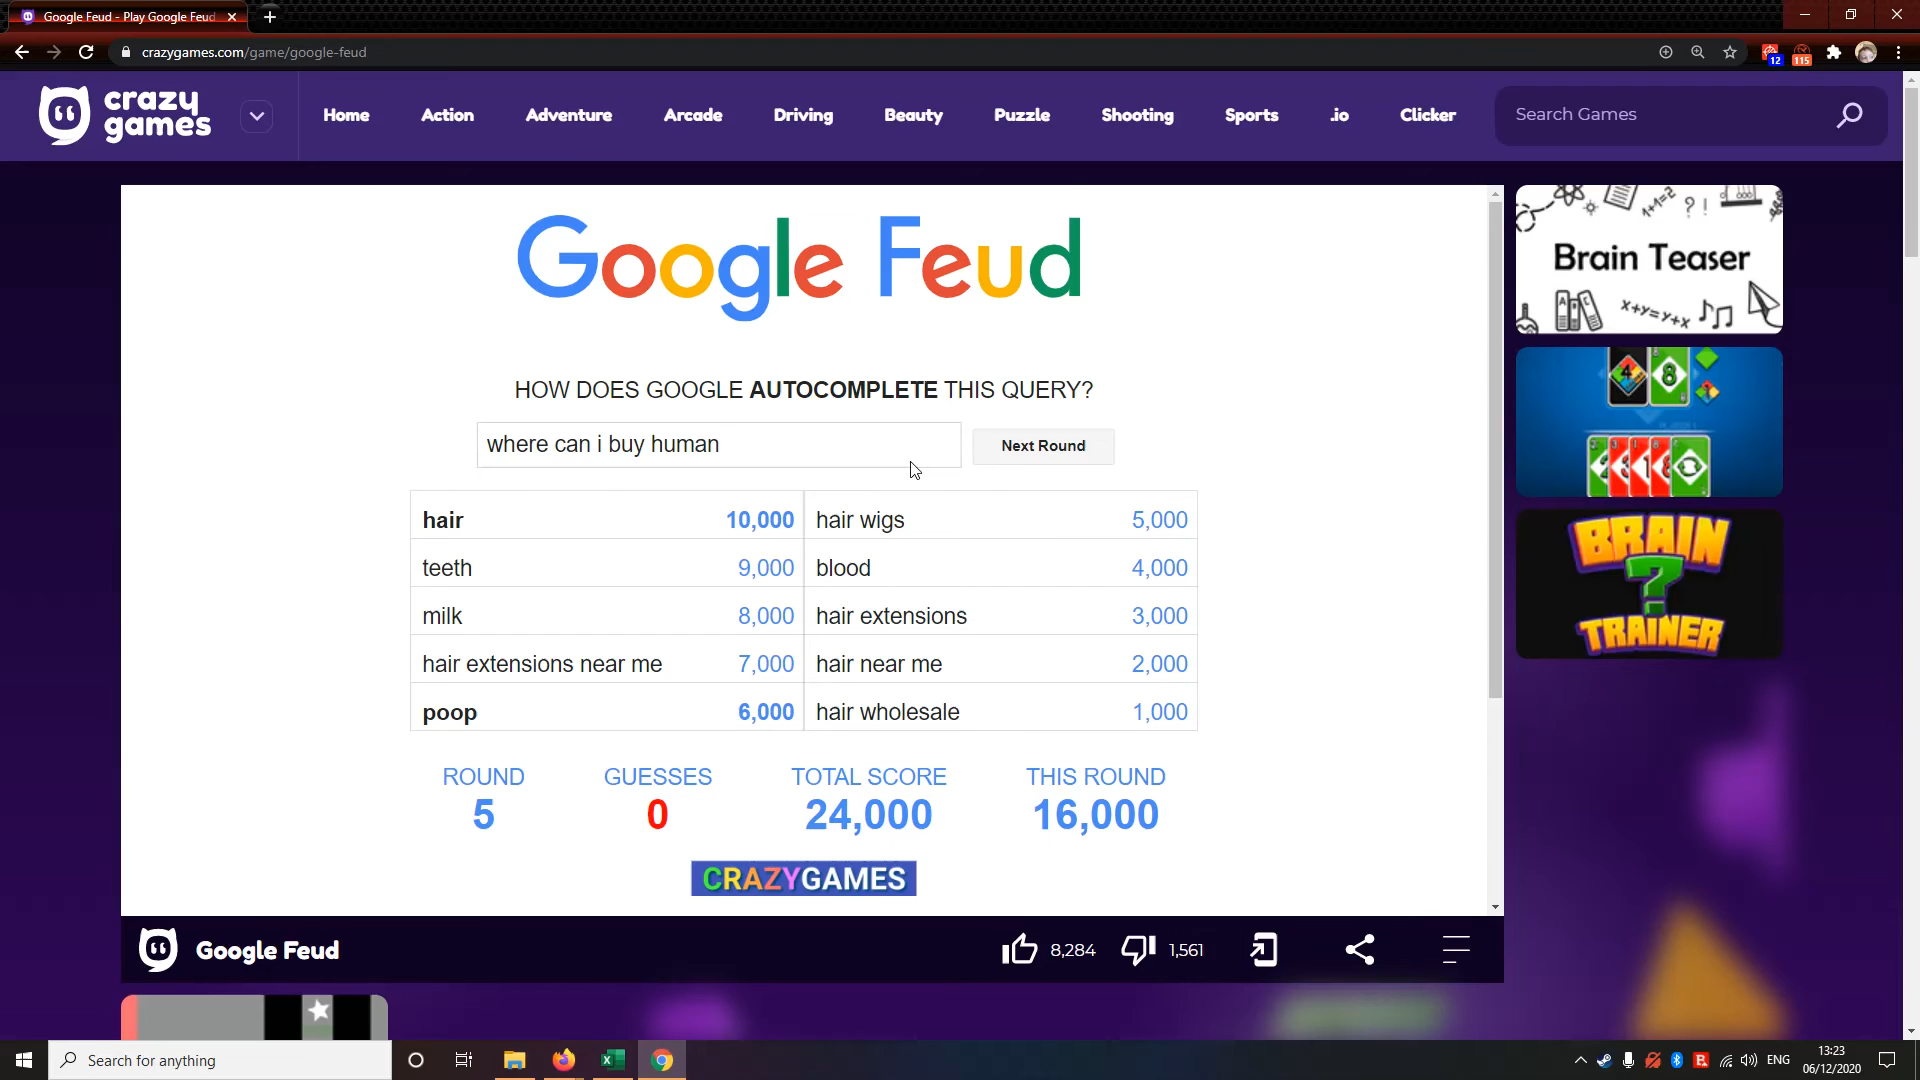 Google Feud - Play Google Feud
crazygames.com/game/google-feud
12
115
crazy
games
Home
Action
Adventure
Arcade
Driving
Beauty
Puzzle
Shooting
Sports
.io
Clicker
Search Games
Google Feud
HOW DOES GOOGLE AUTOCOMPLETE THIS QUERY?
where can i buy human
Next Round
hair 10,000
hair wigs 5,000
teeth 9,000
blood 4,000
milk 8,000
hair extensions 3,000
hair extensions near me 7,000
hair near me 2,000
poop 6,000
hair wholesale 1,000
ROUND
GUESSES
TOTAL SCORE
THIS ROUND
5
0
24,000
16,000
CRAZYGAMES
Brain Teaser
BRAIN
?
TRAINER
Google Feud
8,284
1,561
Search for anything
ENG
13:23
06/12/2020